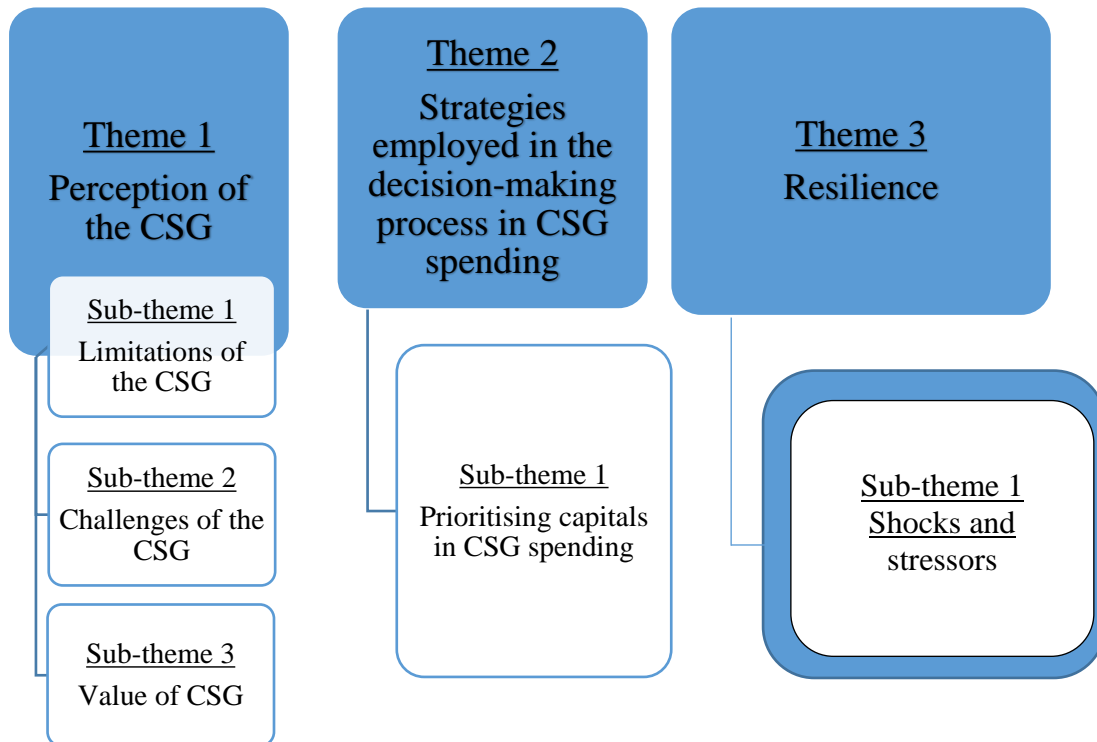 Theme 1
Perception of
the CSG
Sub-theme 1
Limitations of
the CSG
Sub-theme 2
Challenges of the
CSG
Sub-theme 3
Value of CSG
Theme 2
Strategies
employed in the
decision-making
process in CSG
spending
Sub-theme 1
Prioritising capitals
in CSG spending
Theme 3
Resilience
Sub-theme 1
Shocks and
stressors